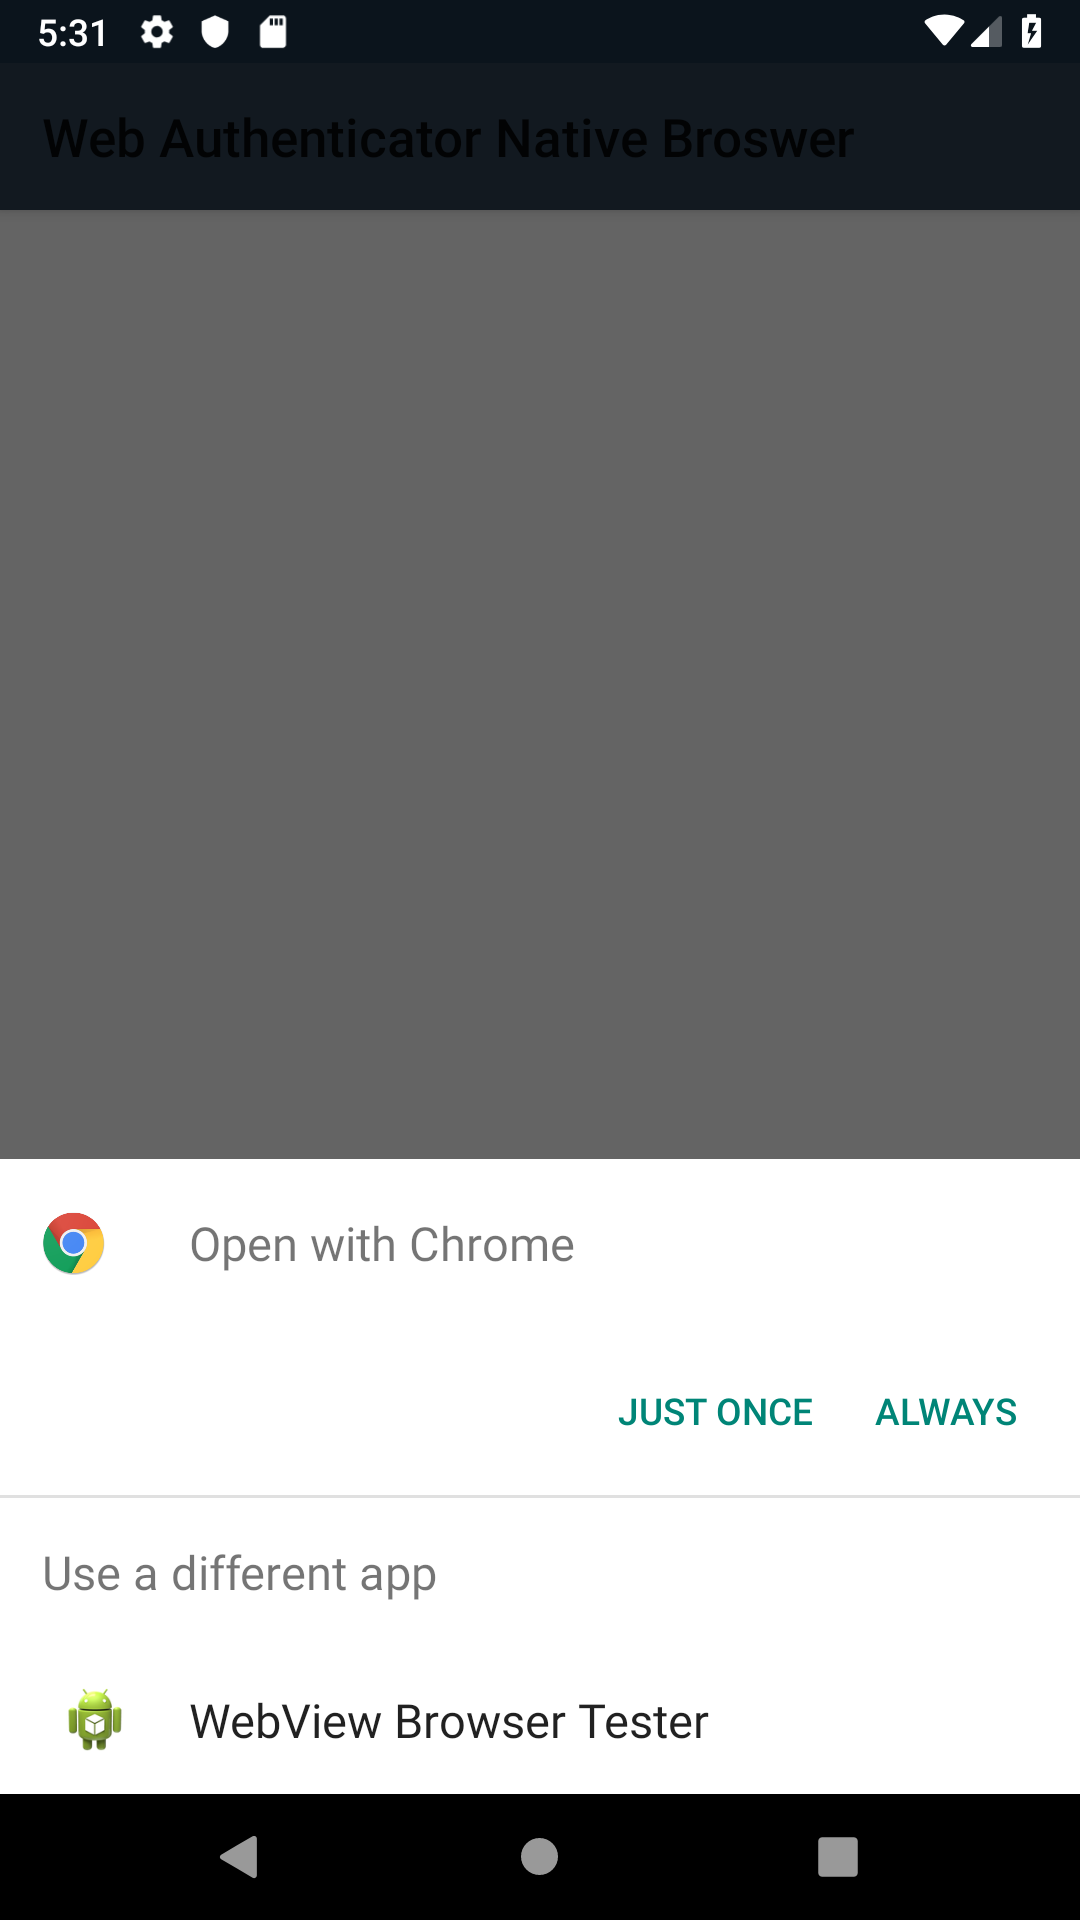 5:31
Web Authenticator Native Broswer
Open with Chrome
JUST ONCE ALWAYS
Use a different app
WebView Browser Tester